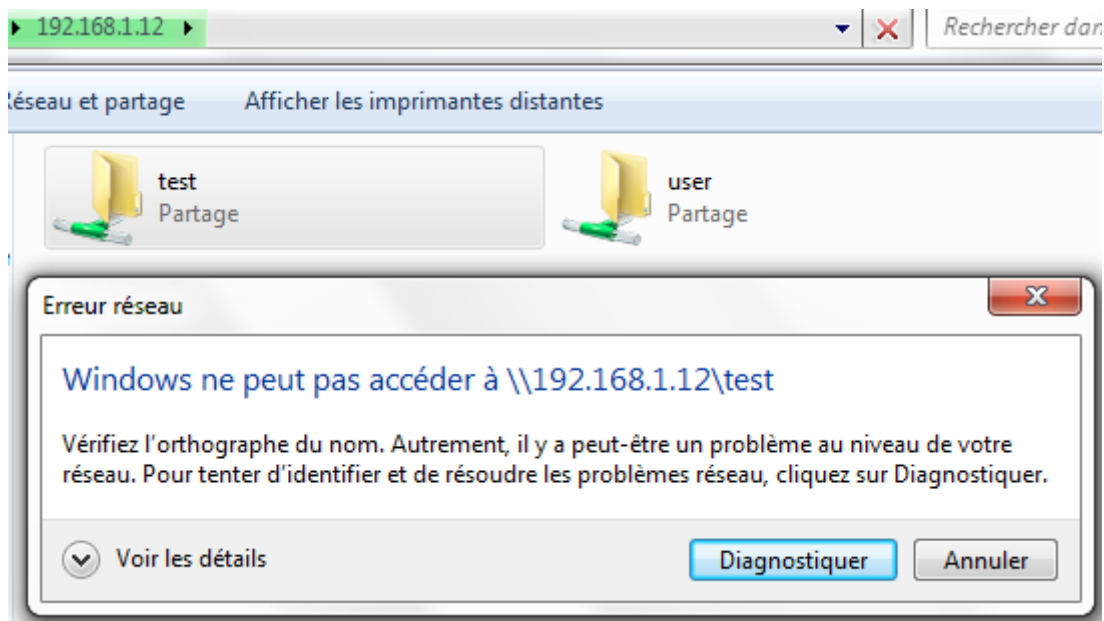 192.168.1.12
Rechercher dan
Réseau et partage Afficher les imprimantes distantes
test
Partage
user
Partage
Erreur réseau
Windows ne peut pas accéder à \\192.168.1.12\test
Vérifiez l'orthographe du nom. Autrement, il y a peut-être un problème au niveau de votre
réseau. Pour tenter d'identifier et de résoudre les problèmes réseau, cliquez sur Diagnostiquer.
Voir les détails
Diagnostiquer
Annuler